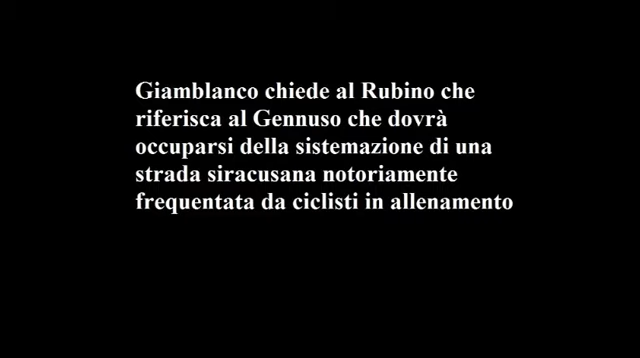 Giamblanco chiede al Rubino che
riferisca al Gennuso che dovrà
occuparsi della sistemazione di una
strada siracusana notoriamente
frequentata da ciclisti in allenamento